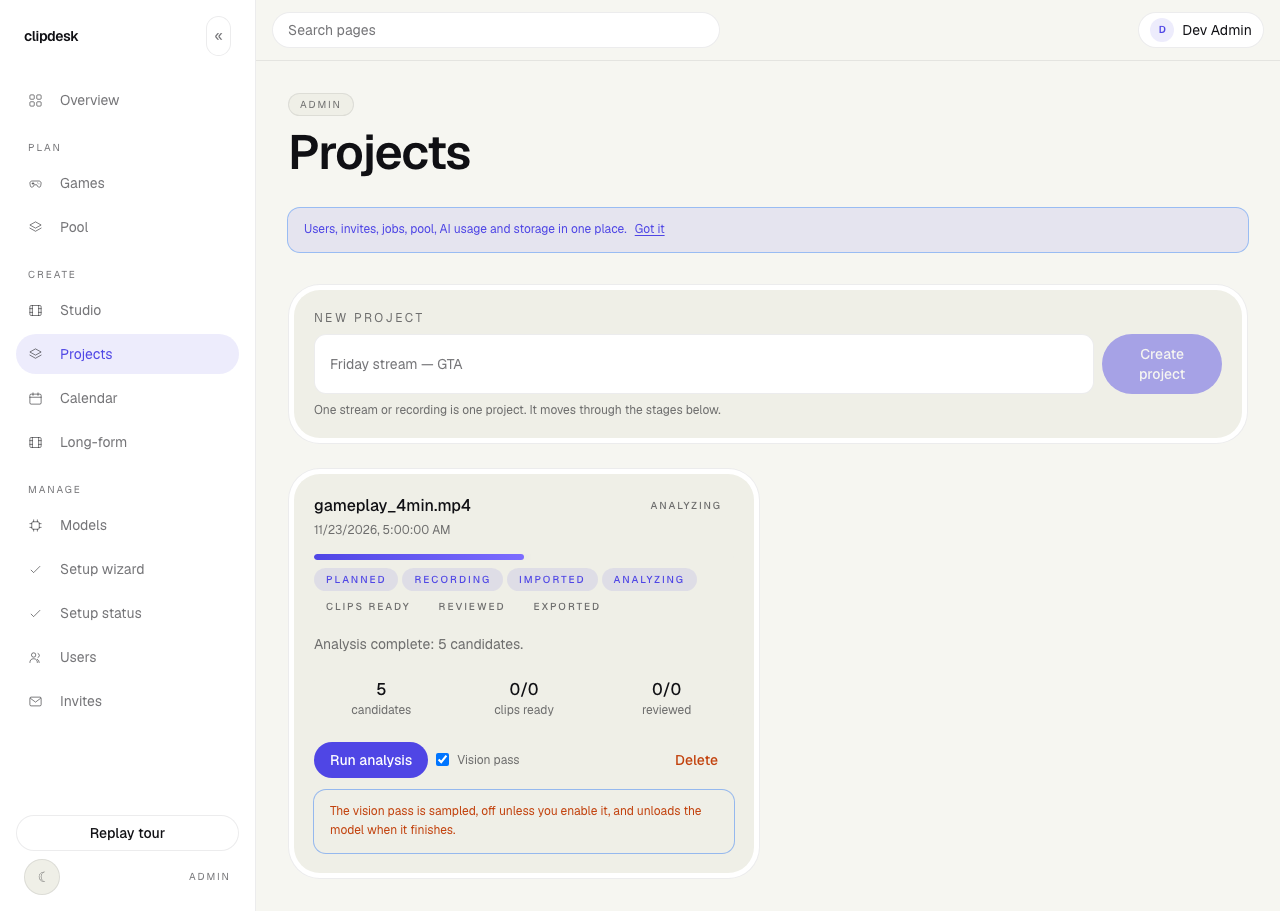 clipdesk
«
Search pages
D
Dev Admin
Overview
PLAN
Games
Pool
CREATE
Studio
Projects
Calendar
Long-form
MANAGE
Models
Setup wizard
Setup status
Users
Invites
Replay tour
ADMIN
ADMIN
Projects
Users, invites, jobs, pool, AI usage and storage in one place. Got it
NEW PROJECT
Friday stream — GTA
Create
project
One stream or recording is one project. It moves through the stages below.
gameplay_4min.mp4
ANALYZING
11/23/2026, 5:00:00 AM
PLANNED RECORDING IMPORTED ANALYZING
CLIPS READY REVIEWED EXPORTED
Analysis complete: 5 candidates.
5 0/0 0/0
candidates clips ready reviewed
Run analysis Vision pass Delete
The vision pass is sampled, off unless you enable it, and unloads the
model when it finishes.